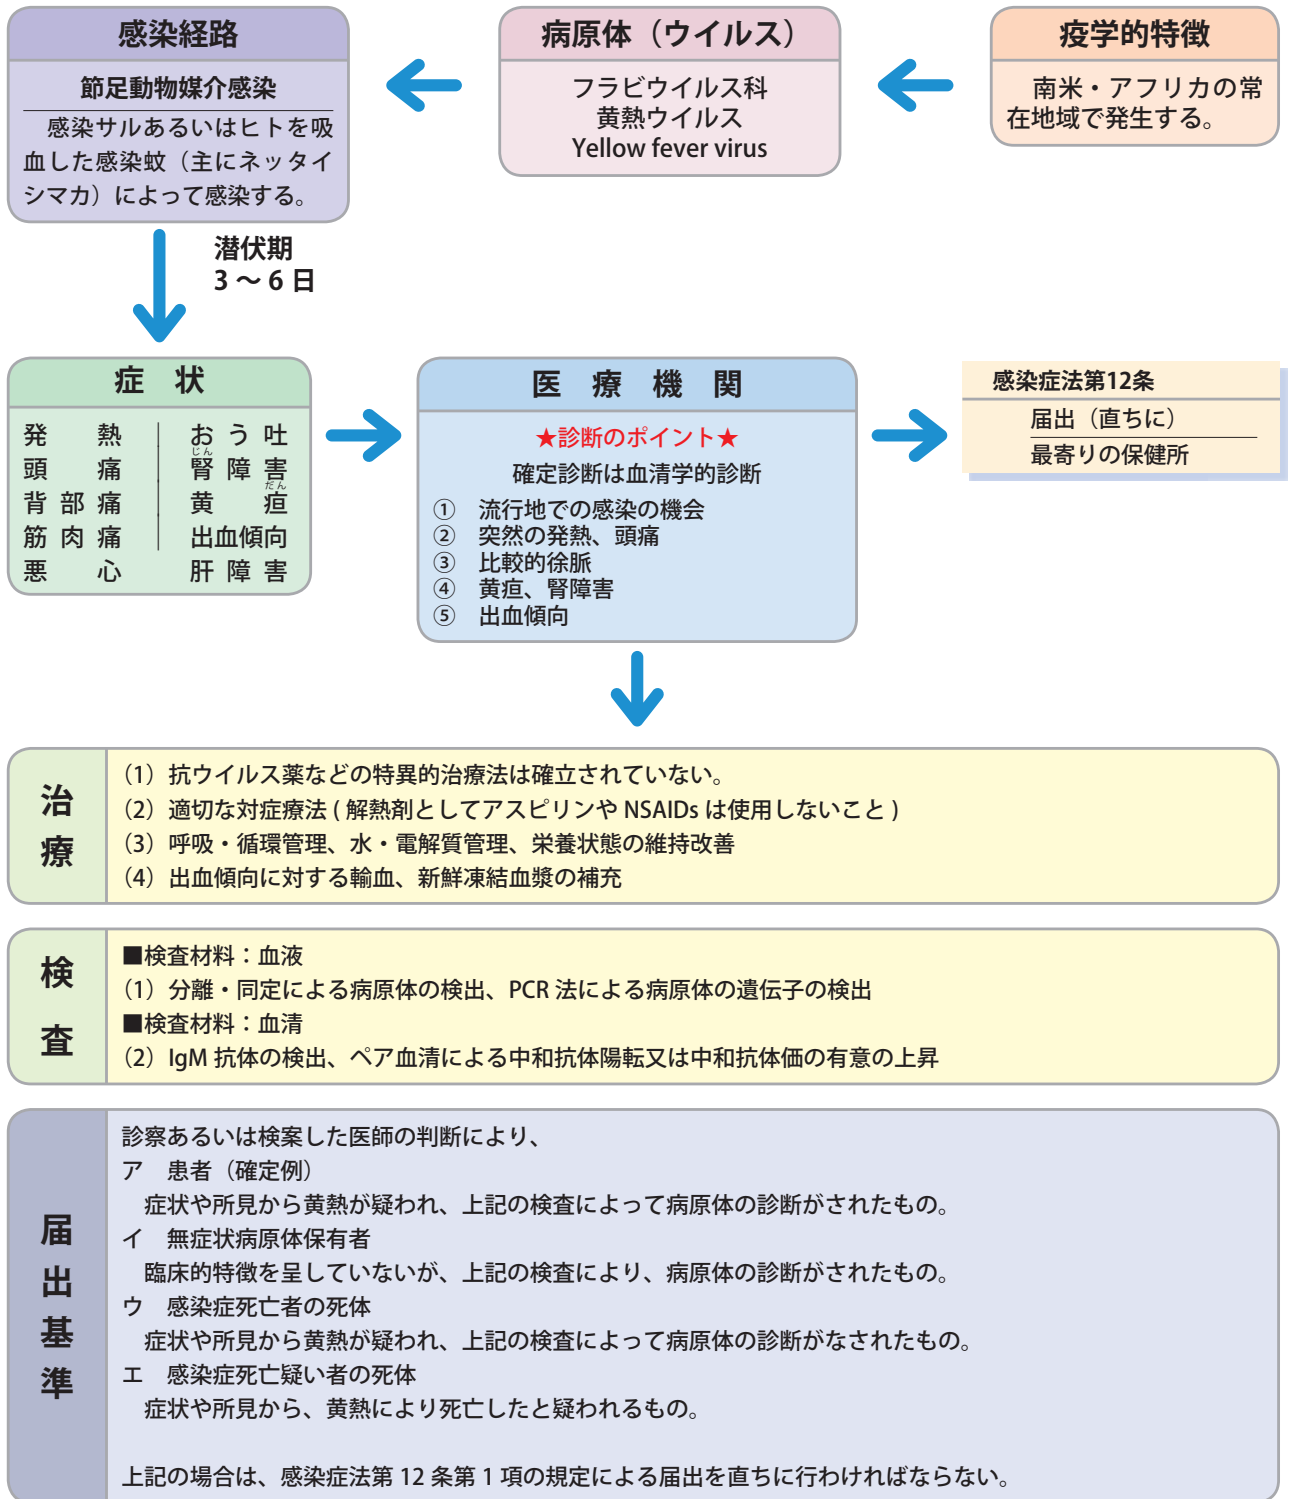 感染経路
節足動物媒介感染
感染サルあるいはヒトを吸
血した感染蚊（主にネッタイ
シマカ）によって感染する。
病原体（ウイルス）
フラビウイルス科
黄熱ウイルス
Yellow fever virus
疫学的特徴
南米・アフリカの常
在地域で発生する。
潜伏期
3～6日
症　状
発熱
頭痛
背部痛
筋肉痛
悪心
おう吐
じん
腎障害
だん
黄疸
出血傾向
肝障害
医　療　機　関
★診断のポイント★
確定診断は血清学的診断
①　流行地での感染の機会
②　突然の発熱、頭痛
③　比較的徐脈
④　黄疸、腎障害
⑤　出血傾向
感染症法第12条
届出（直ちに）
最寄りの保健所
治療
（1）抗ウイルス薬などの特異的治療法は確立されていない。
（2）適切な対症療法 ( 解熱剤としてアスピリンや NSAIDs は使用しないこと )
（3）呼吸・循環管理、水・電解質管理、栄養状態の維持改善
（4）出血傾向に対する輸血、新鮮凍結血漿の補充
検査
■検査材料：血液
（1）分離・同定による病原体の検出、PCR 法による病原体の遺伝子の検出
■検査材料：血清
（2）IgM 抗体の検出、ペア血清による中和抗体陽転又は中和抗体価の有意の上昇
届出基準
診察あるいは検案した医師の判断により、
ア　患者（確定例）
症状や所見から黄熱が疑われ、上記の検査によって病原体の診断がされたもの。
イ　無症状病原体保有者
臨床的特徴を呈していないが、上記の検査により、病原体の診断がされたもの。
ウ　感染症死亡者の死体
症状や所見から黄熱が疑われ、上記の検査によって病原体の診断がなされたもの。
エ　感染症死亡疑い者の死体
症状や所見から、黄熱により死亡したと疑われるもの。
上記の場合は、感染症法第 12 条第 1 項の規定による届出を直ちに行わければならない。